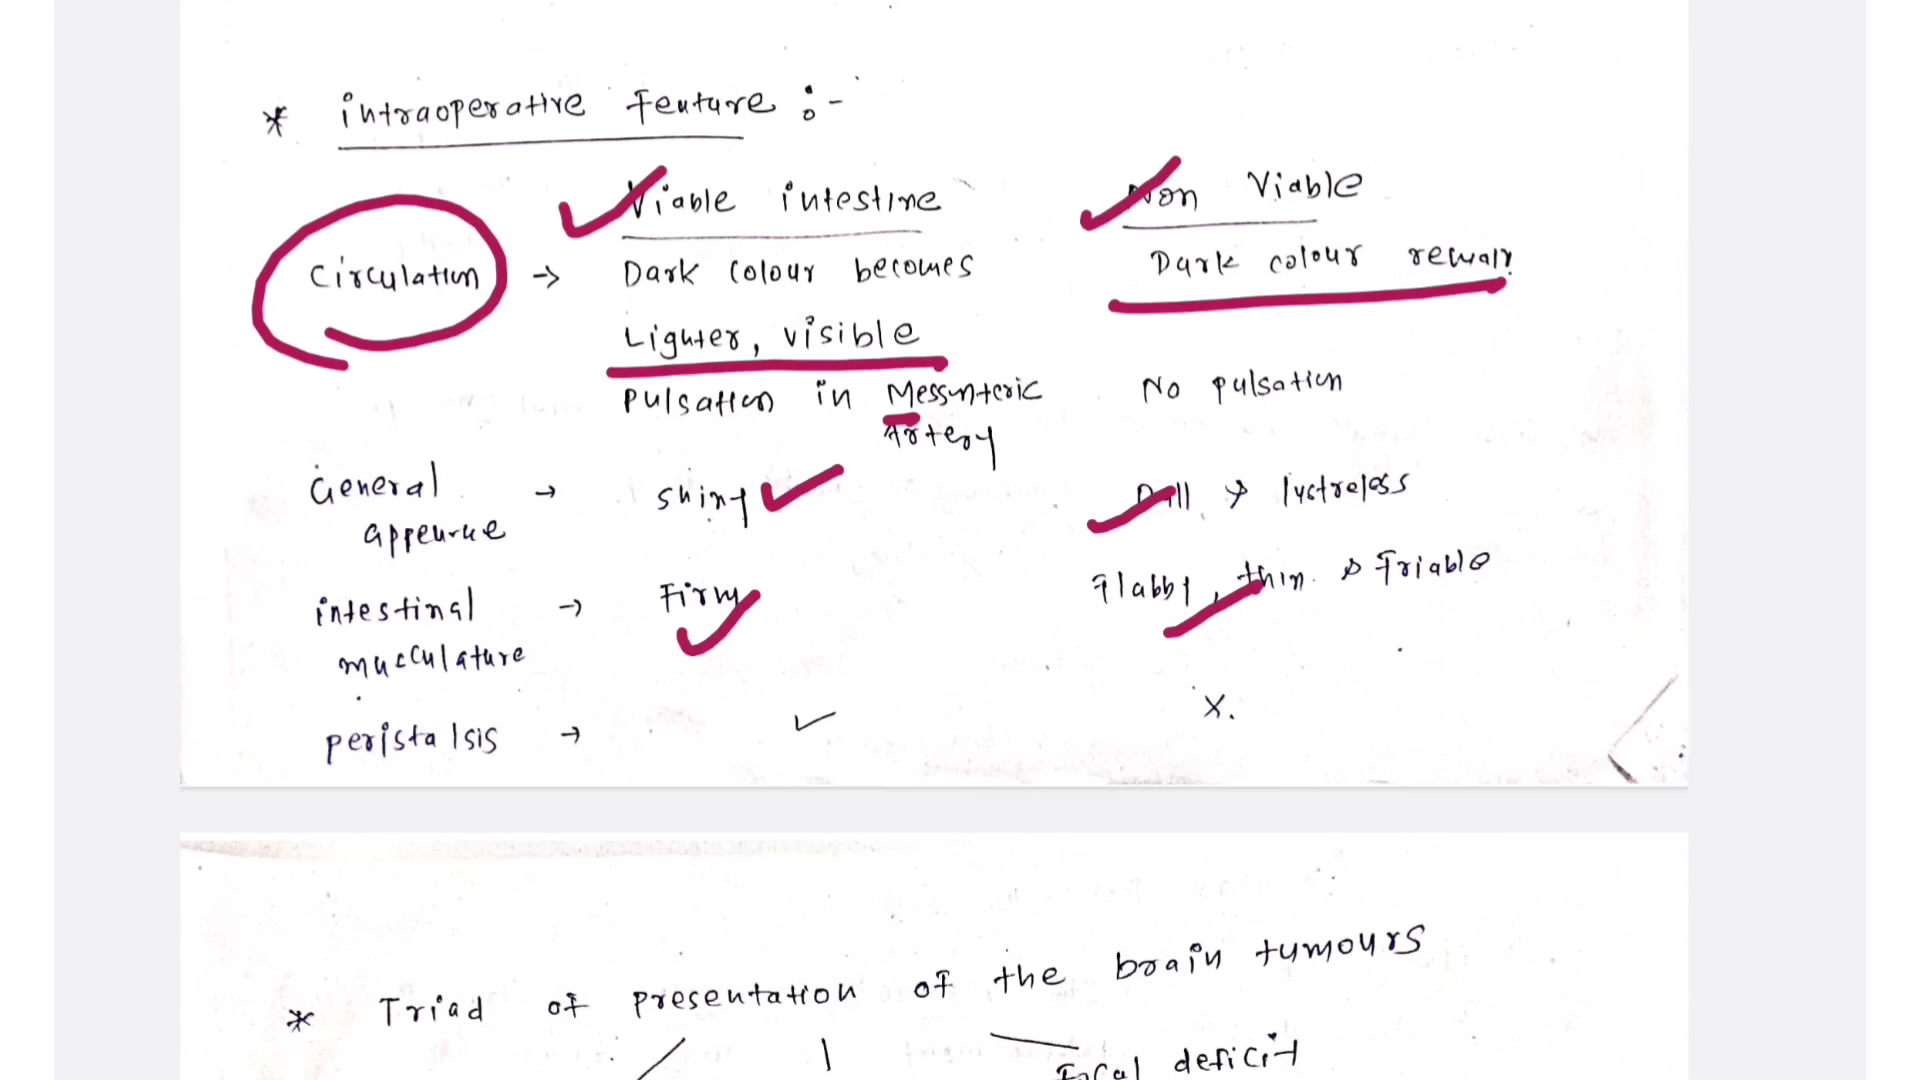 * intraoperative Feature :-
Viable intestine Non Viable
Circulation → Dark colour becomes Dark colour remain
Lighter, visible
Pulsation in Messenteric No pulsation
Artery
General → shiny Dull & lustreless
appearance
intestinal → Firm Flabby, thin & Friable
musculature
peristalsis → ✓ X.
* Triad of presentation of the brain tumours
Focal deficit